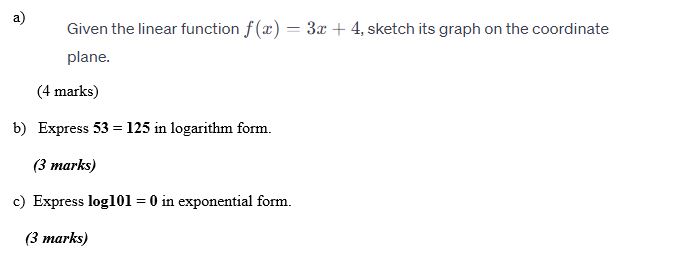 a)
Given the linear function f(x) = 3x + 4, sketch its graph on the coordinate
plane.
(4 marks)
b) Express 53 = 125 in logarithm form.
(3 marks)
c) Express log101 = 0 in exponential form.
(3 marks)